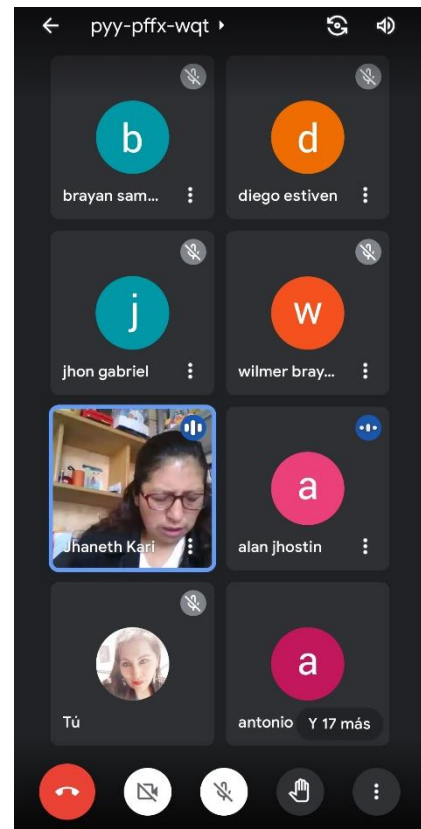 pyy-pffx-wqt
b
d
brayan sam...
diego estiven
j
w
jhon gabriel
wilmer bray...
a
Jhaneth Kari
alan jhostin
a
Tú
antonio
Y 17 más